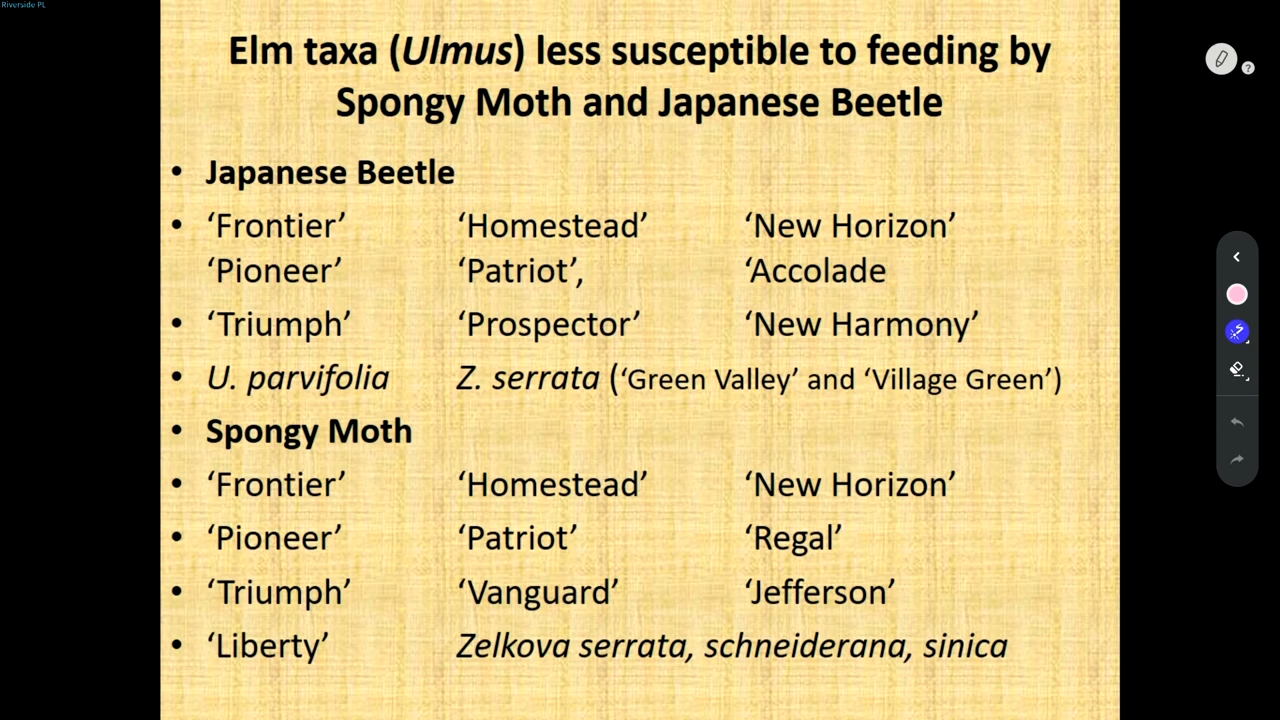 Riverside PL
Elm taxa (Ulmus) less susceptible to feeding by
Spongy Moth and Japanese Beetle
• Japanese Beetle
• ‘Frontier’ ‘Homestead’ ‘New Horizon’
‘Pioneer’ ‘Patriot’, ‘Accolade
• ‘Triumph’ ‘Prospector’ ‘New Harmony’
• U. parvifolia Z. serrata (‘Green Valley’ and ‘Village Green’)
• Spongy Moth
• ‘Frontier’ ‘Homestead’ ‘New Horizon’
• ‘Pioneer’ ‘Patriot’ ‘Regal’
• ‘Triumph’ ‘Vanguard’ ‘Jefferson’
• ‘Liberty’ Zelkova serrata, schneiderana, sinica
?